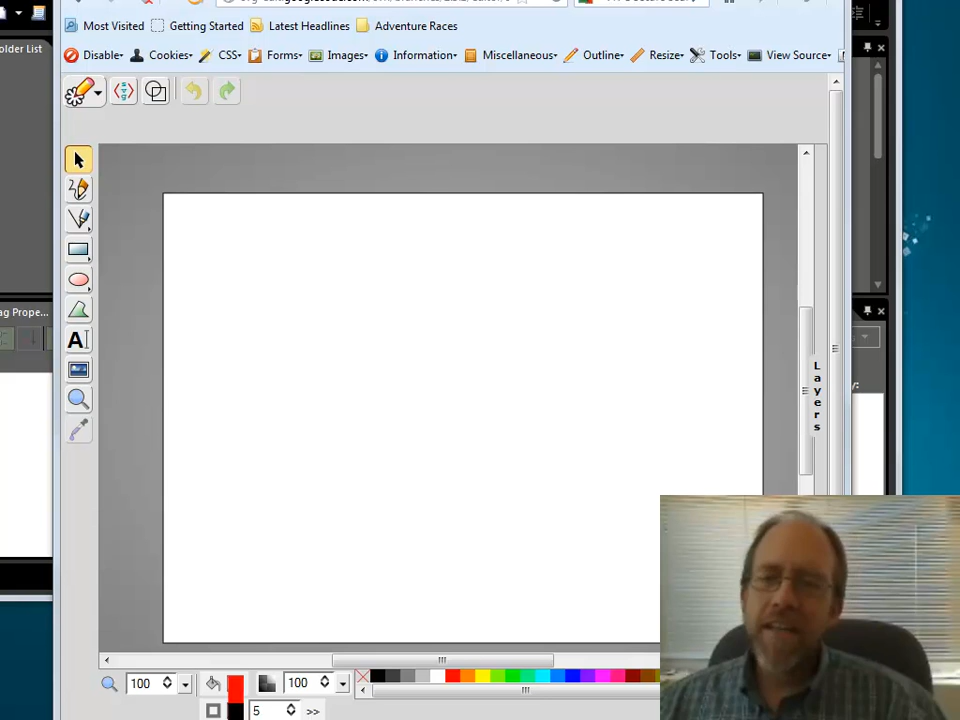 Most Visited Getting Started Latest Headlines Adventure Races
older List
Disable Cookies CSS Forms Images Information Miscellaneous Outline Resize Tools View Source
svg
A
ag Prope...
Layers
y:
100 100
5 >>